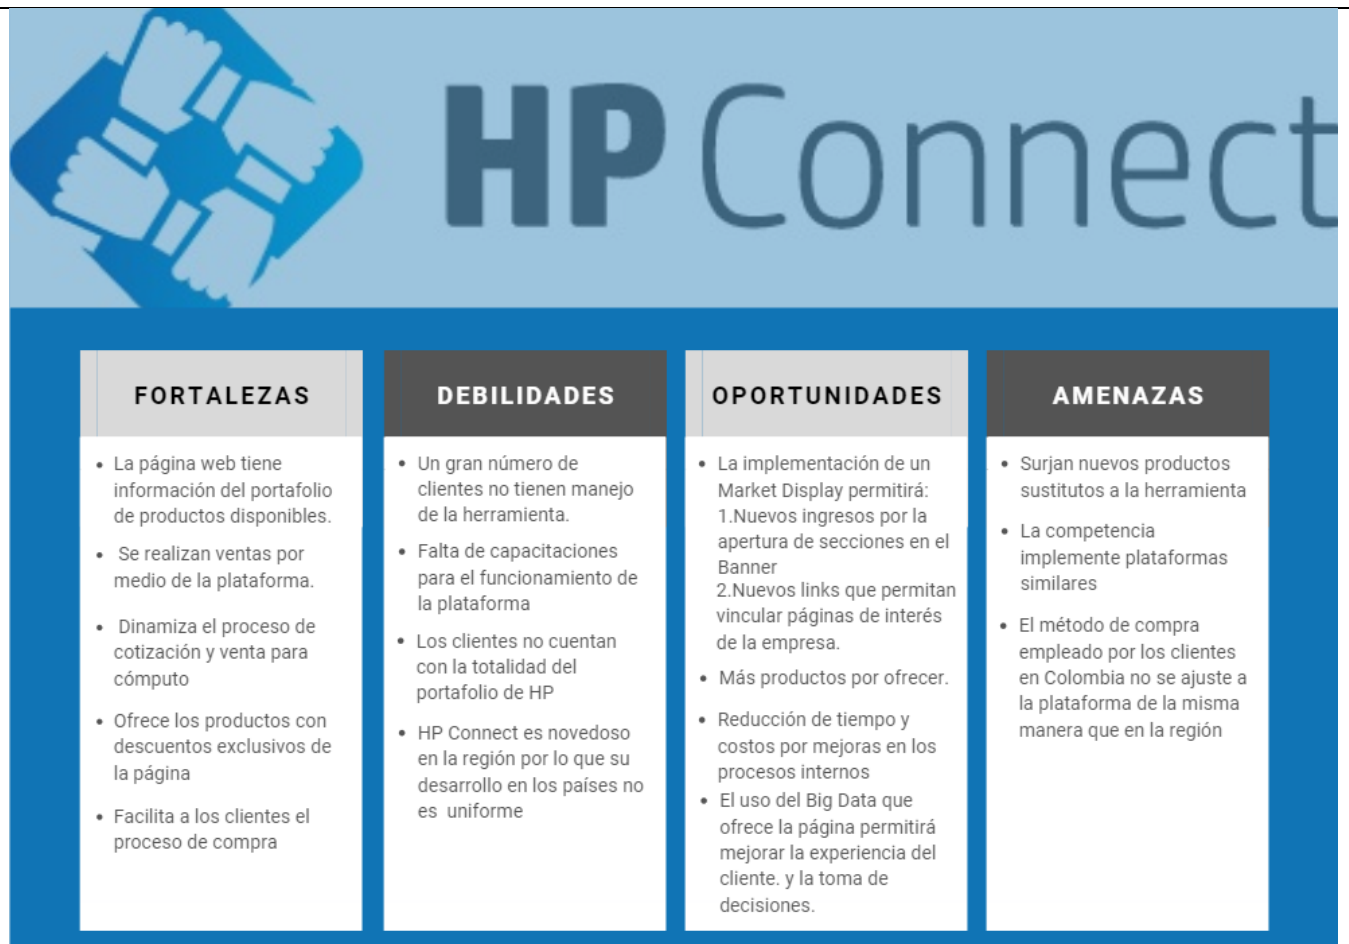 HP Connect
FORTALEZAS
La página web tiene
información del portafolio
de productos disponibles.
Se realizan ventas por
medio de la plataforma.
Dinamiza el proceso de
cotización y venta para
cómputo
Ofrece los productos con
descuentos exclusivos de
la página
Facilita a los clientes el
proceso de compra
DEBILIDADES
Un gran número de
clientes no tienen manejo
de la herramienta.
Falta de capacitaciones
para el funcionamiento de
la plataforma
Los clientes no cuentan
con la totalidad del
portafolio de HP
HP Connect es novedoso
en la región por lo que su
desarrollo en los países no
es uniforme
OPORTUNIDADES
La implementación de un
Market Display permitirá:
1.Nuevos ingresos por la
apertura de secciones en el
Banner
2.Nuevos links que permitan
vincular páginas de interés
de la empresa.
Más productos por ofrecer.
Reducción de tiempo y
costos por mejoras en los
procesos internos
El uso del Big Data que
ofrece la página permitirá
mejorar la experiencia del
cliente. y la toma de
decisiones.
AMENAZAS
Surjan nuevos productos
sustitutos a la herramienta
La competencia
implemente plataformas
similares
El método de compra
empleado por los clientes
en Colombia no se ajuste a
la plataforma de la misma
manera que en la región